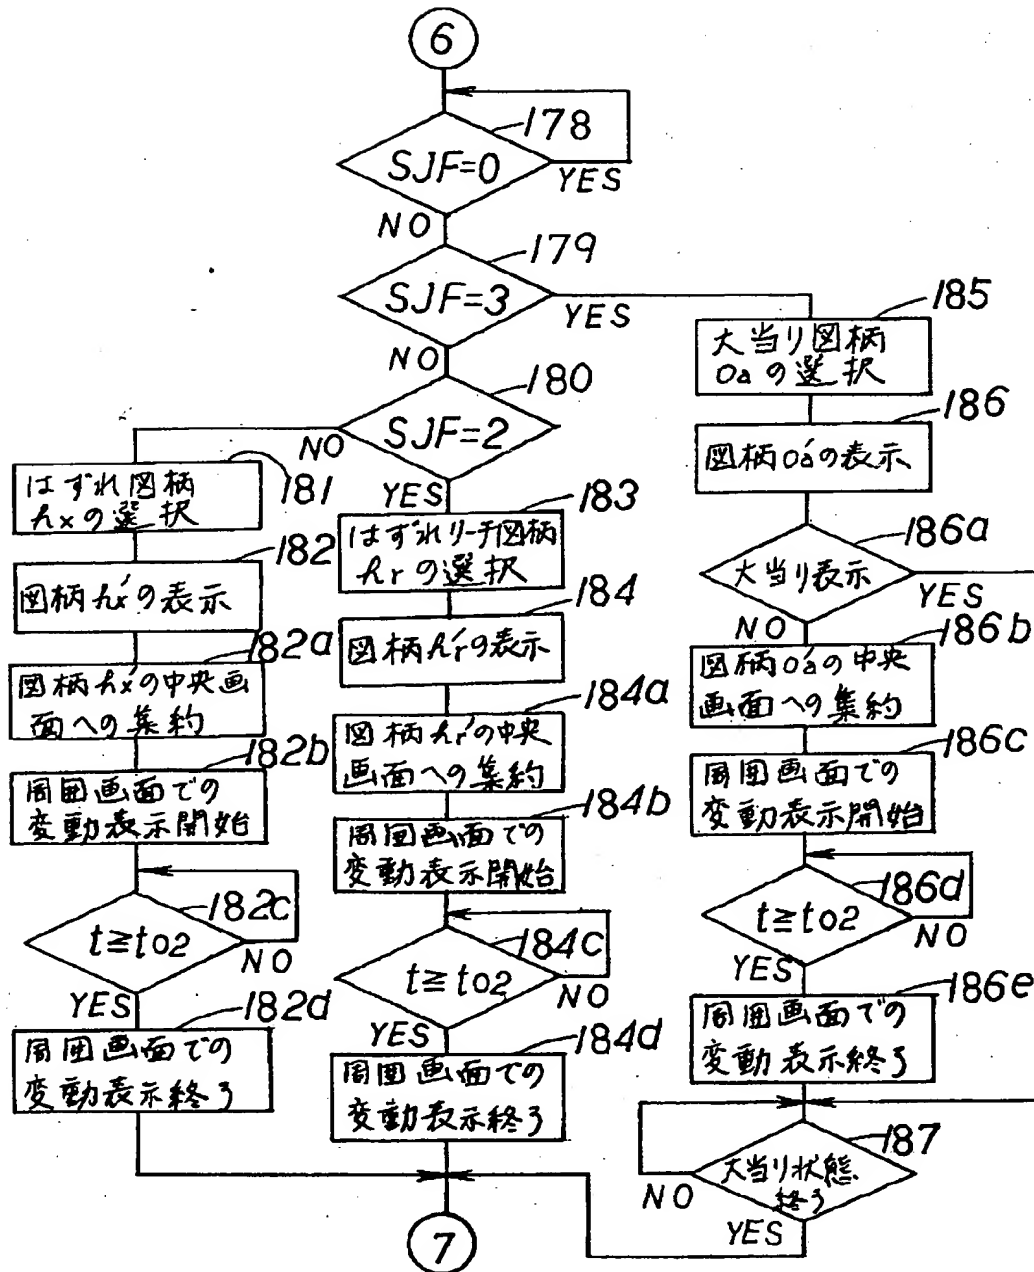 6
178
SJF=0
YES
NO
179
SJF=3
YES
NO
185
大当り図柄
Oaの選択
180
SJF=2
NO
YES
186
図柄Oa'の表示
181
はずれ図柄
hxの選択
183
はずれリーチ図柄
hrの選択
186a
大当り表示
YES
NO
182
図柄hx'の表示
184
図柄hr'の表示
186b
図柄Oa'の中央
画面への集約
182a
図柄hx'の中央画
面への集約
184a
図柄hr'の中央
画面への集約
186c
周囲画面での
変動表示開始
182b
周囲画面での
変動表示開始
184b
周囲画面での
変動表示開始
186d
t≧to2
NO
YES
182c
t≧to2
NO
YES
184c
t≧to2
NO
YES
186e
周囲画面での
変動表示終了
182d
周囲画面での
変動表示終了
184d
周囲画面での
変動表示終了
187
大当り状態
終了
NO
YES
7